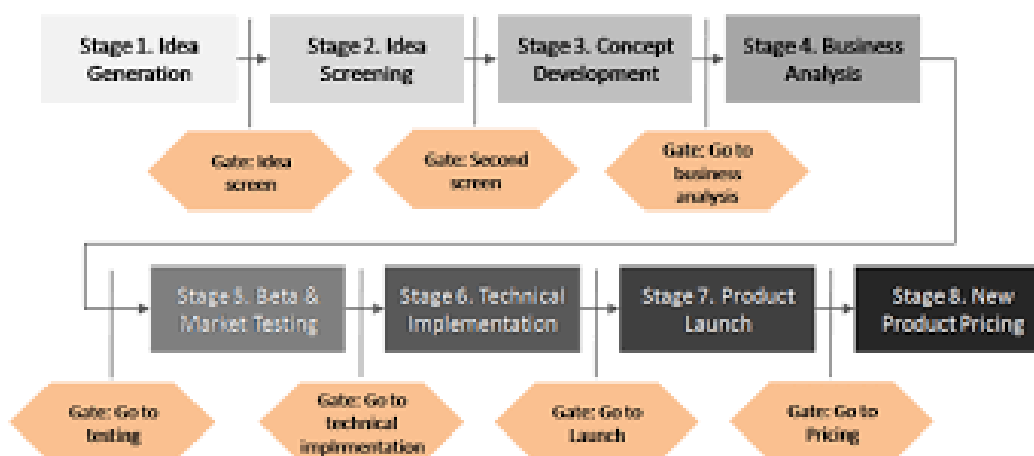 Stage 1. Idea
Generation
Stage 2. Idea
Screening
Stage 3. Concept
Development
Stage 4. Business
Analysis
Gate: Idea
screen
Gate: Second
screen
Gate: Go to
business
analysis
Stage 5. Beta &
Market Testing
Stage 6. Technical
Implementation
Stage 7. Product
Launch
Stage 8. New
Product Pricing
Gate: Go to
testing
Gate: Go to
technical
implrmentation
Gate: Go to
Launch
Gate: Go to
Pricing